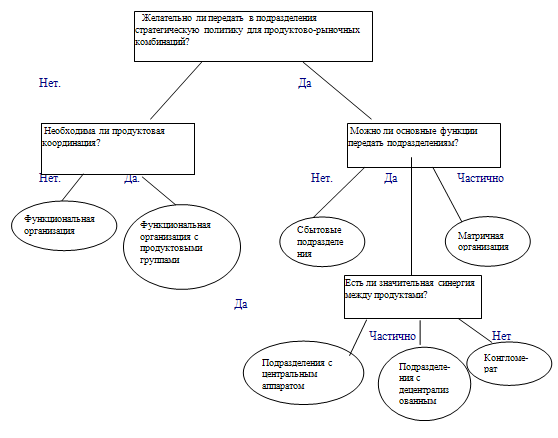 Желательно ли передать в подразделения
стратегическую политику для продуктово-рыночных
комбинаций?
Нет.
Да
Необходима ли продуктовая
координация?
Можно ли основные функции
передать подразделениям?
Нет.
Да.
Нет.
Да
Частично
Функциональная
организация
Функциональная
организация с
продуктовыми
группами
Сбытовые
подразделе
ния
Матричная
организация
Есть ли значительная синергия
между продуктами?
Да
Частично
Нет
Подразделения с
центральным
аппаратом
Подразделе-
ния с
децентрализ
ованным
Конгломе-
рат